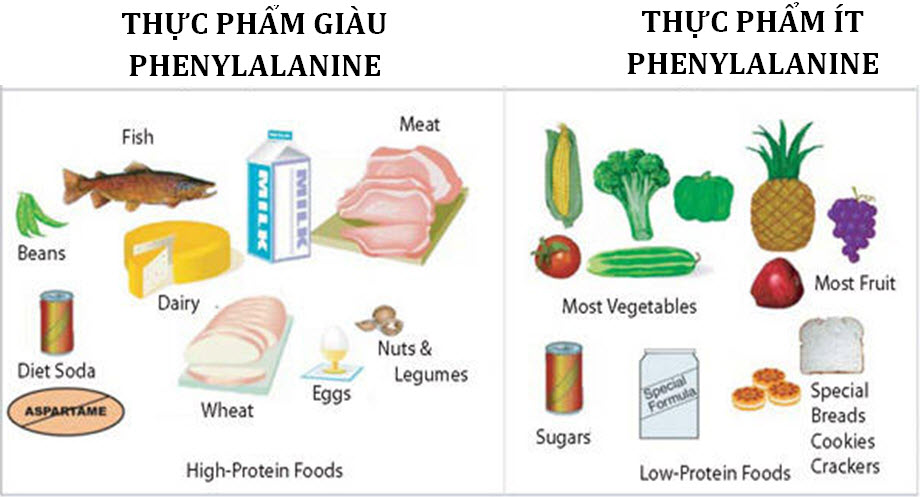 THỰC PHẨM GIÀU
PHENYLALANINE
THỰC PHẨM ÍT
PHENYLALANINE
Fish
MILK
MILK
Meat
Beans
Dairy
Diet Soda
ASPARTAME
Wheat
Eggs
Nuts &
Legumes
High-Protein Foods
Most Vegetables
Most Fruit
Sugars
Special
Formula
Special
Breads
Cookies
Crackers
Low-Protein Foods